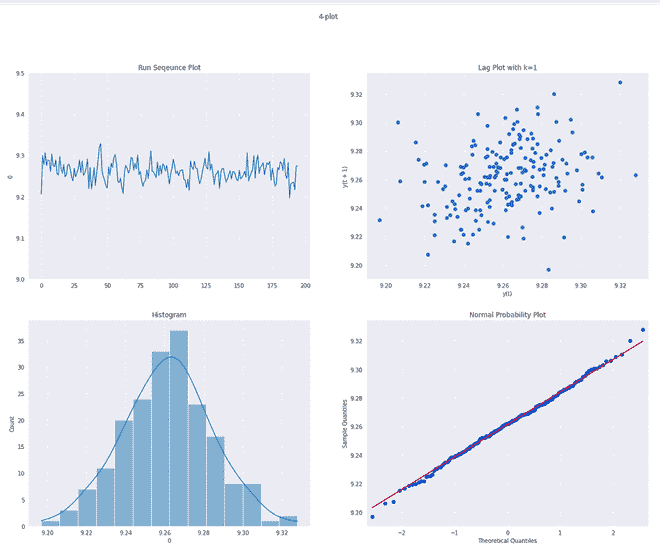 4-plot
Run Seqeunce Plot
9.5
9.4
9.3
9.2
9.1
9.0
0
0 25 50 75 100 125 150 175 200
Lag Plot with k=1
9.32
9.30
9.28
9.26
9.24
9.22
9.20
y(t + 1)
9.20 9.22 9.24 9.26 9.28 9.30 9.32
y(t)
Histogram
35
30
25
20
15
10
5
0
Count
9.20 9.22 9.24 9.26 9.28 9.30 9.32
0
Normal Probability Plot
9.32
9.30
9.28
9.26
9.24
9.22
9.20
Sample Quantiles
−2 −1 0 1 2
Theoretical Quantiles